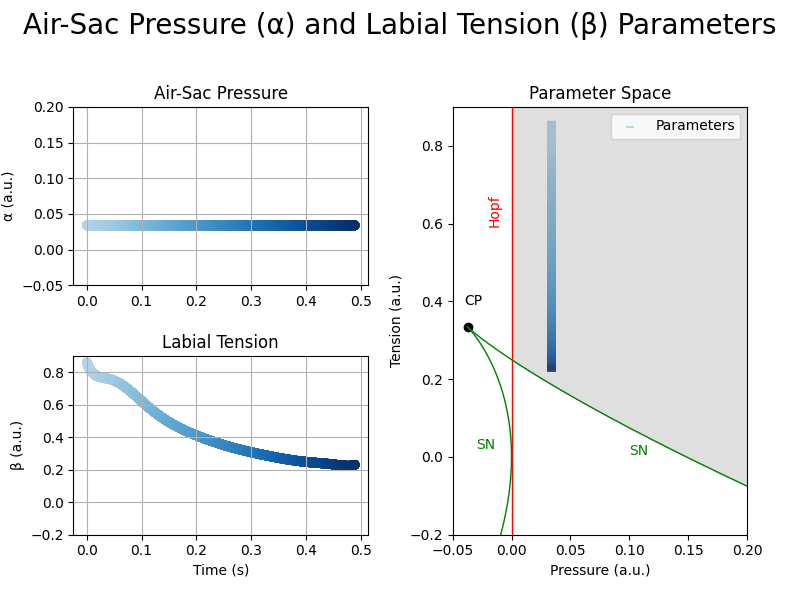 Air-Sac Pressure (α) and Labial Tension (β) Parameters
Air-Sac Pressure
α (a.u.)
0.20
0.15
0.10
0.05
0.00
−0.05
0.0 0.1 0.2 0.3 0.4 0.5
Labial Tension
β (a.u.)
0.8
0.6
0.4
0.2
0.0
−0.2
0.0 0.1 0.2 0.3 0.4 0.5
Time (s)
Parameter Space
Parameters
Tension (a.u.)
0.8
0.6
0.4
0.2
0.0
−0.2
Hopf
CP
SN
SN
−0.05 0.00 0.05 0.10 0.15 0.20
Pressure (a.u.)